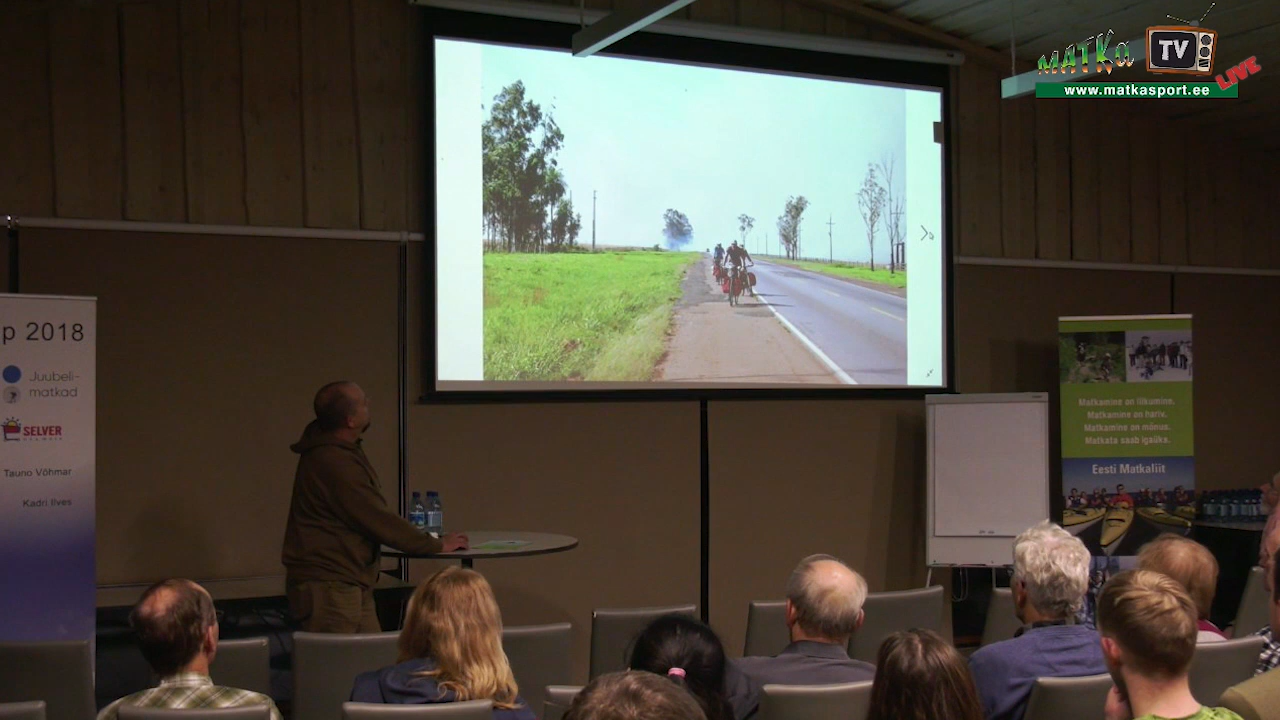 MATKa
TV
LIVE
www.matkasport.ee
p 2018
Juubeli-
matkad
SELVER
Tauno Võhmar
Kadri Ilves
Matkamine on liikumine.
Matkamine on hariv.
Matkamine on mõnus.
Matkata saab igaüks.
Eesti Matkaliit